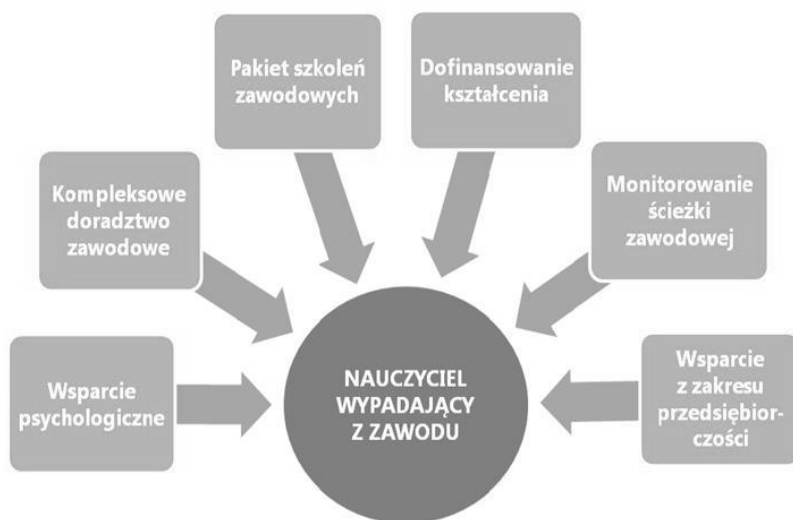 Pakiet szkoleń
zawodowych
Dofinansowanie
kształcenia
Kompleksowe
doradztwo
zawodowe
Monitorowanie
ścieżki
zawodowej
Wsparcie
psychologiczne
NAUCZYCIEL
WYPADAJĄCY
Z ZAWODU
Wsparcie
z zakresu
przedsiębior-
czości